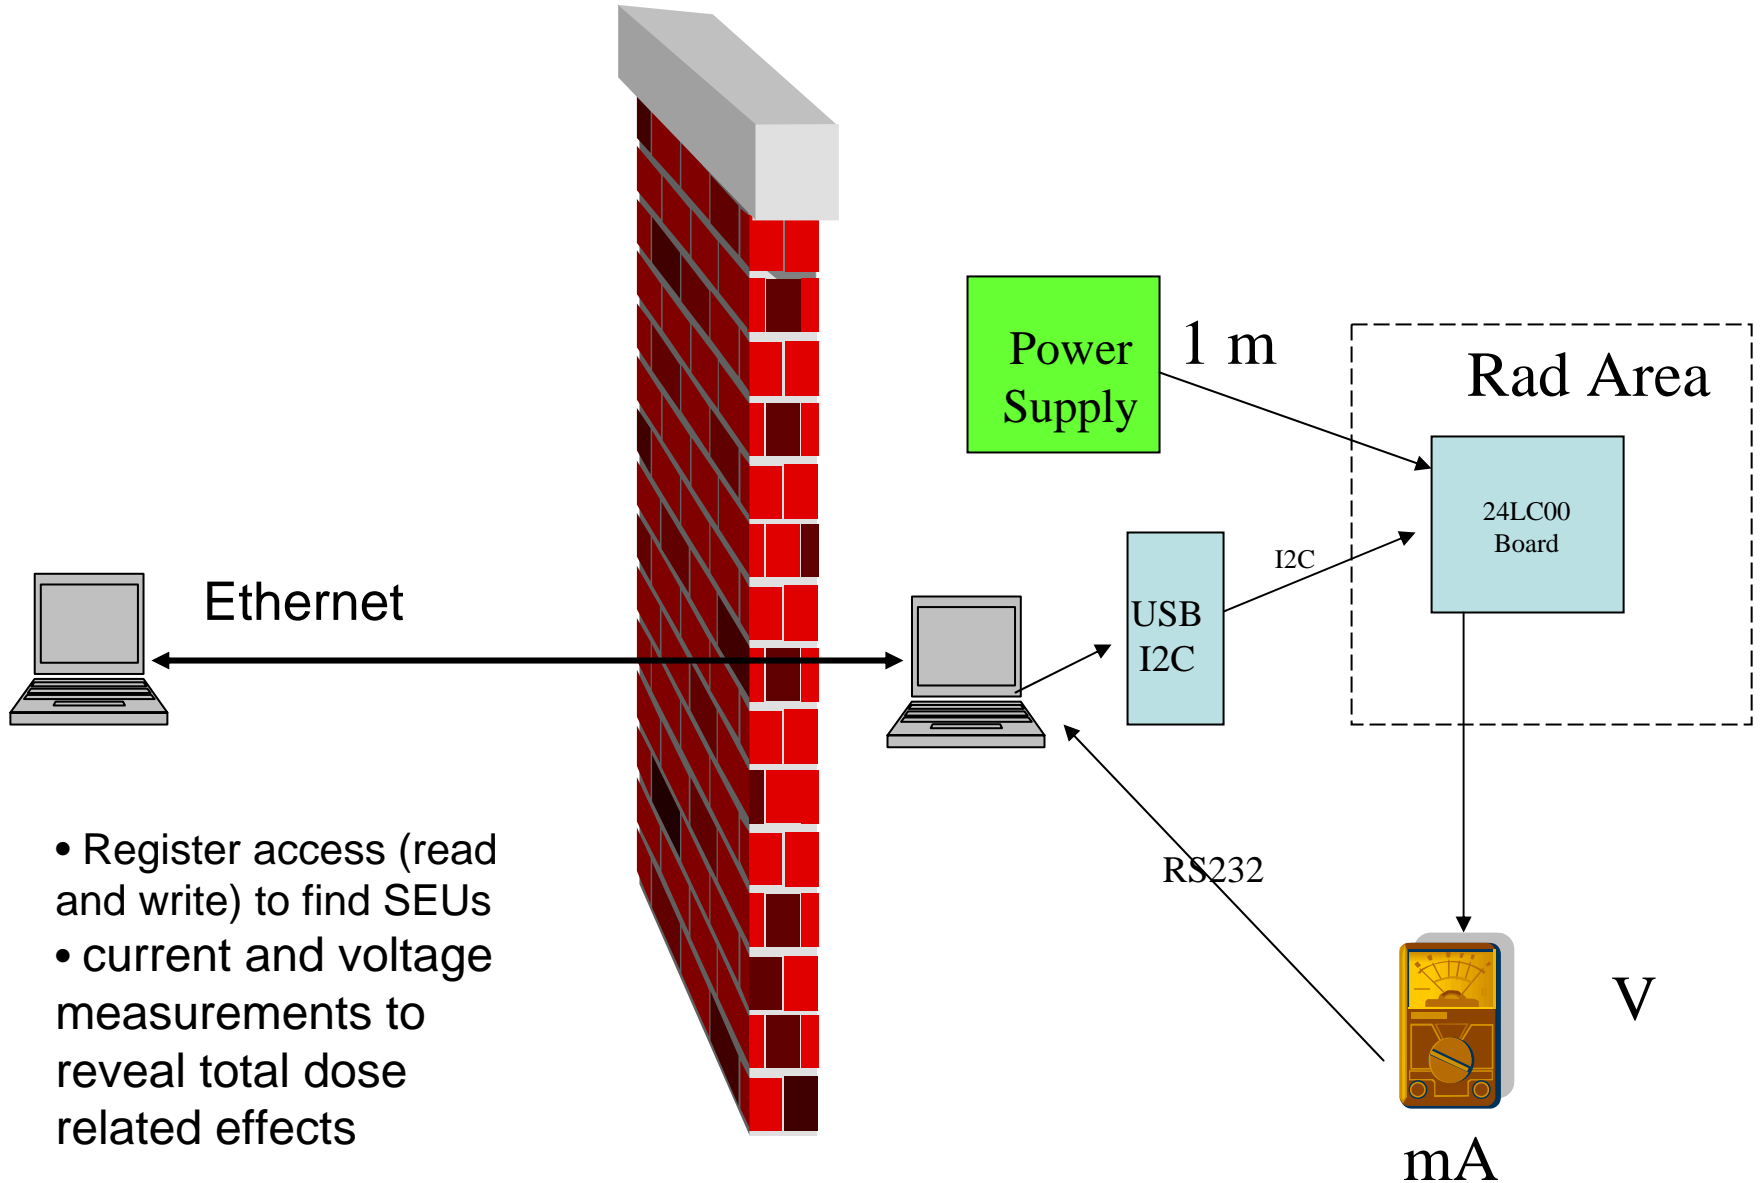 Power
Supply
1 m
Rad Area
24LC00
Board
I2C
USB
I2C
Ethernet
RS232
• Register access (read
and write) to find SEUs
• current and voltage
measurements to
reveal total dose
related effects
V
mA